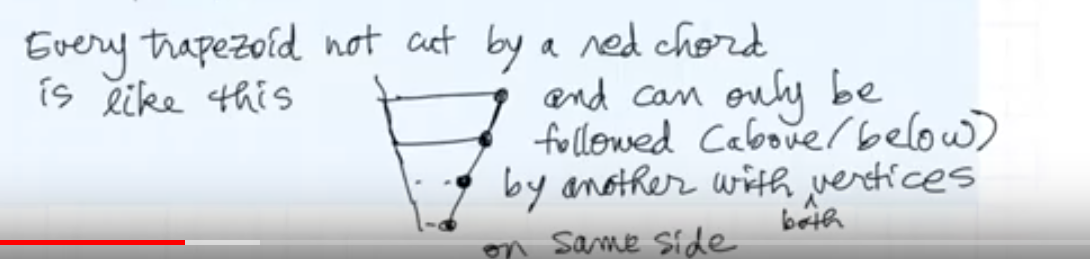 Every trapezoid not cut by a red chord
is like this and can only be
followed (above/below)
by another with both vertices
on same side